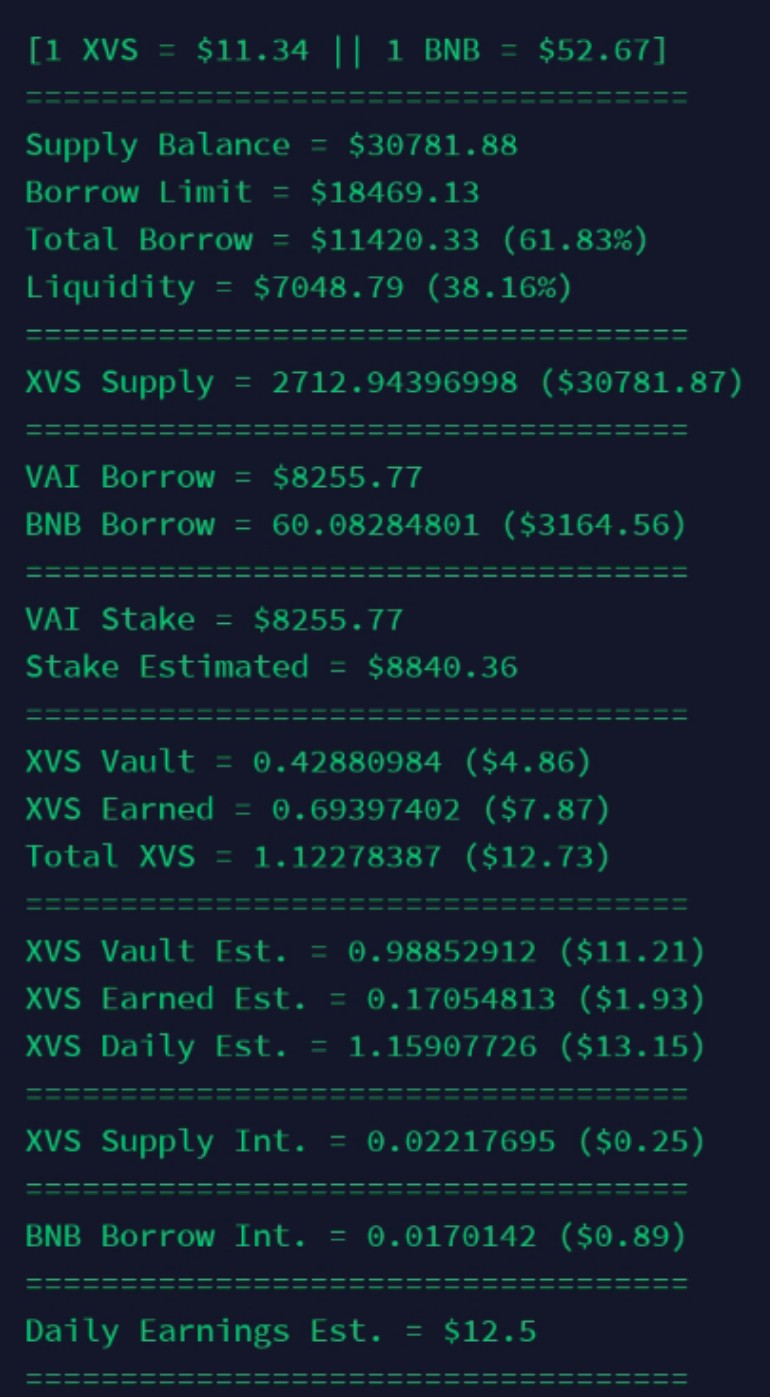 [1 XVS = $11.34 || 1 BNB = $52.67]
===================================
Supply Balance = $30781.88
Borrow Limit = $18469.13
Total Borrow = $11420.33 (61.83%)
Liquidity = $7048.79 (38.16%)
===================================
XVS Supply = 2712.94396998 ($30781.87)
===================================
VAI Borrow = $8255.77
BNB Borrow = 60.08284801 ($3164.56)
===================================
VAI Stake = $8255.77
Stake Estimated = $8840.36
===================================
XVS Vault = 0.42880984 ($4.86)
XVS Earned = 0.69397402 ($7.87)
Total XVS = 1.12278387 ($12.73)
===================================
XVS Vault Est. = 0.98852912 ($11.21)
XVS Earned Est. = 0.17054813 ($1.93)
XVS Daily Est. = 1.15907726 ($13.15)
===================================
XVS Supply Int. = 0.02217695 ($0.25)
===================================
BNB Borrow Int. = 0.0170142 ($0.89)
===================================
Daily Earnings Est. = $12.5
===================================